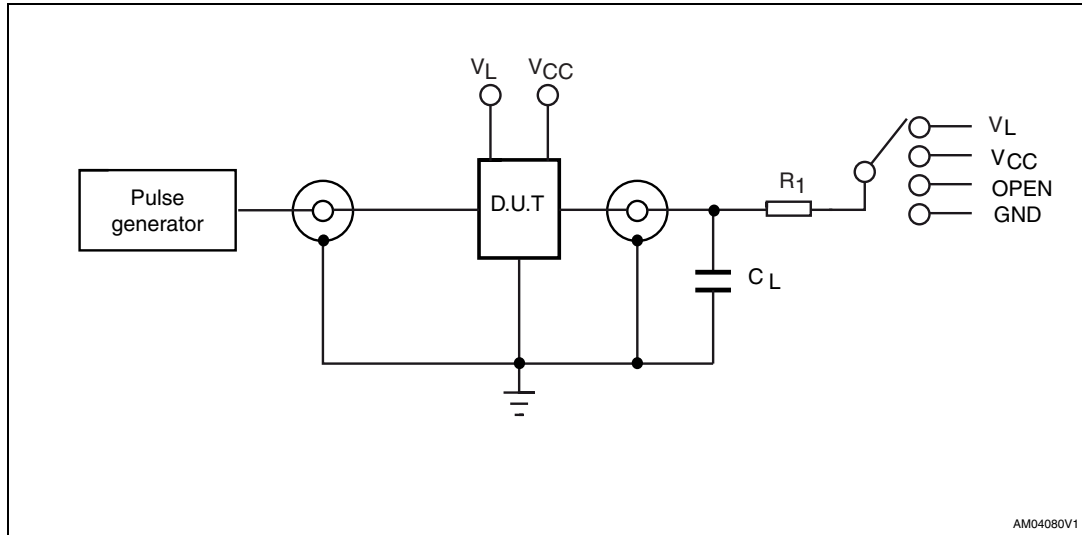 VL
VCC
Pulse
generator
D.U.T
R1
CL
VL
VCC
OPEN
GND
AM04080V1